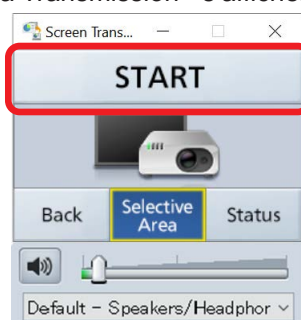 Screen Trans...
START
Back
Selective
Area
Status
Default - Speakers/Headphor